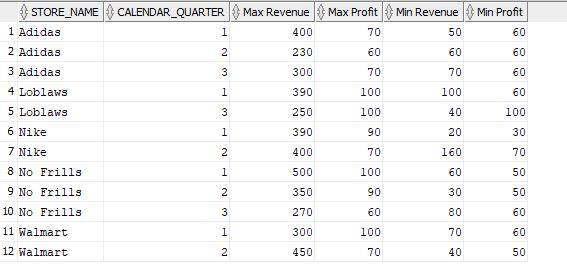 STORE_NAME CALENDAR_QUARTER Max Revenue Max Profit Min Revenue Min Profit
1 Adidas 1 400 70 50 60
2 Adidas 2 230 60 60 60
3 Adidas 3 300 70 70 60
4 Loblaws 1 390 100 100 60
5 Loblaws 3 250 100 40 100
6 Nike 1 390 90 20 30
7 Nike 2 400 70 160 70
8 No Frills 1 500 100 60 50
9 No Frills 2 350 90 30 50
10 No Frills 3 270 60 80 60
11 Walmart 1 300 100 70 60
12 Walmart 2 450 70 40 50